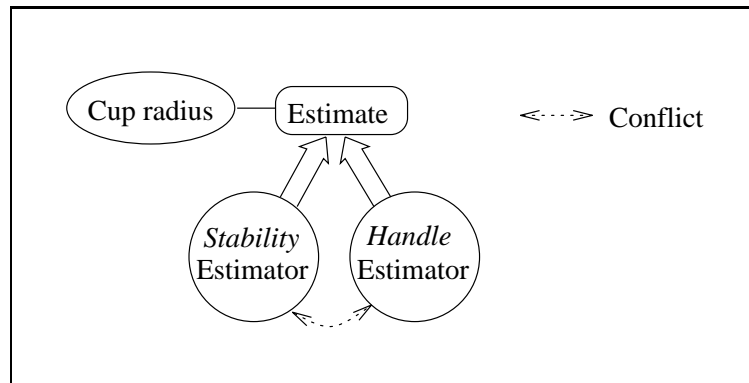 Cup radius
Estimate
Conflict
Stability
Estimator
Handle
Estimator